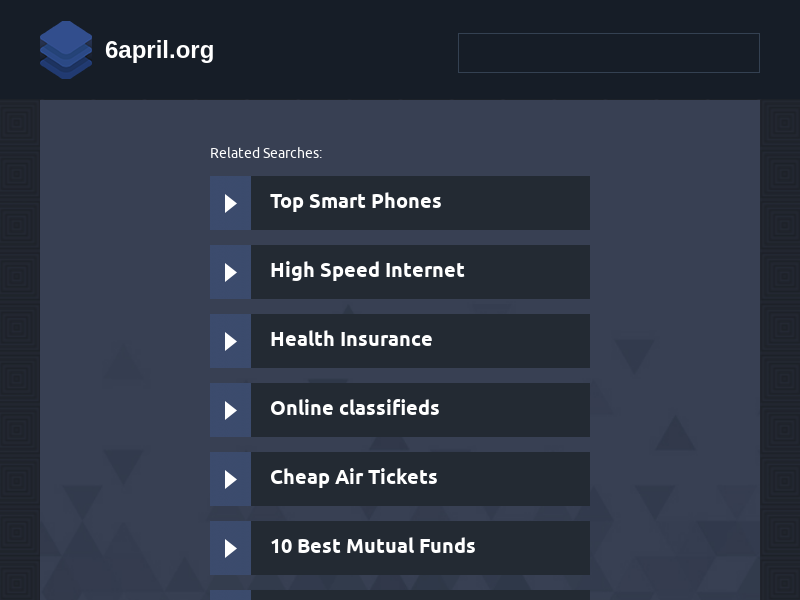 6april.org
Related Searches:
Top Smart Phones
High Speed Internet
Health Insurance
Online classifieds
Cheap Air Tickets
10 Best Mutual Funds